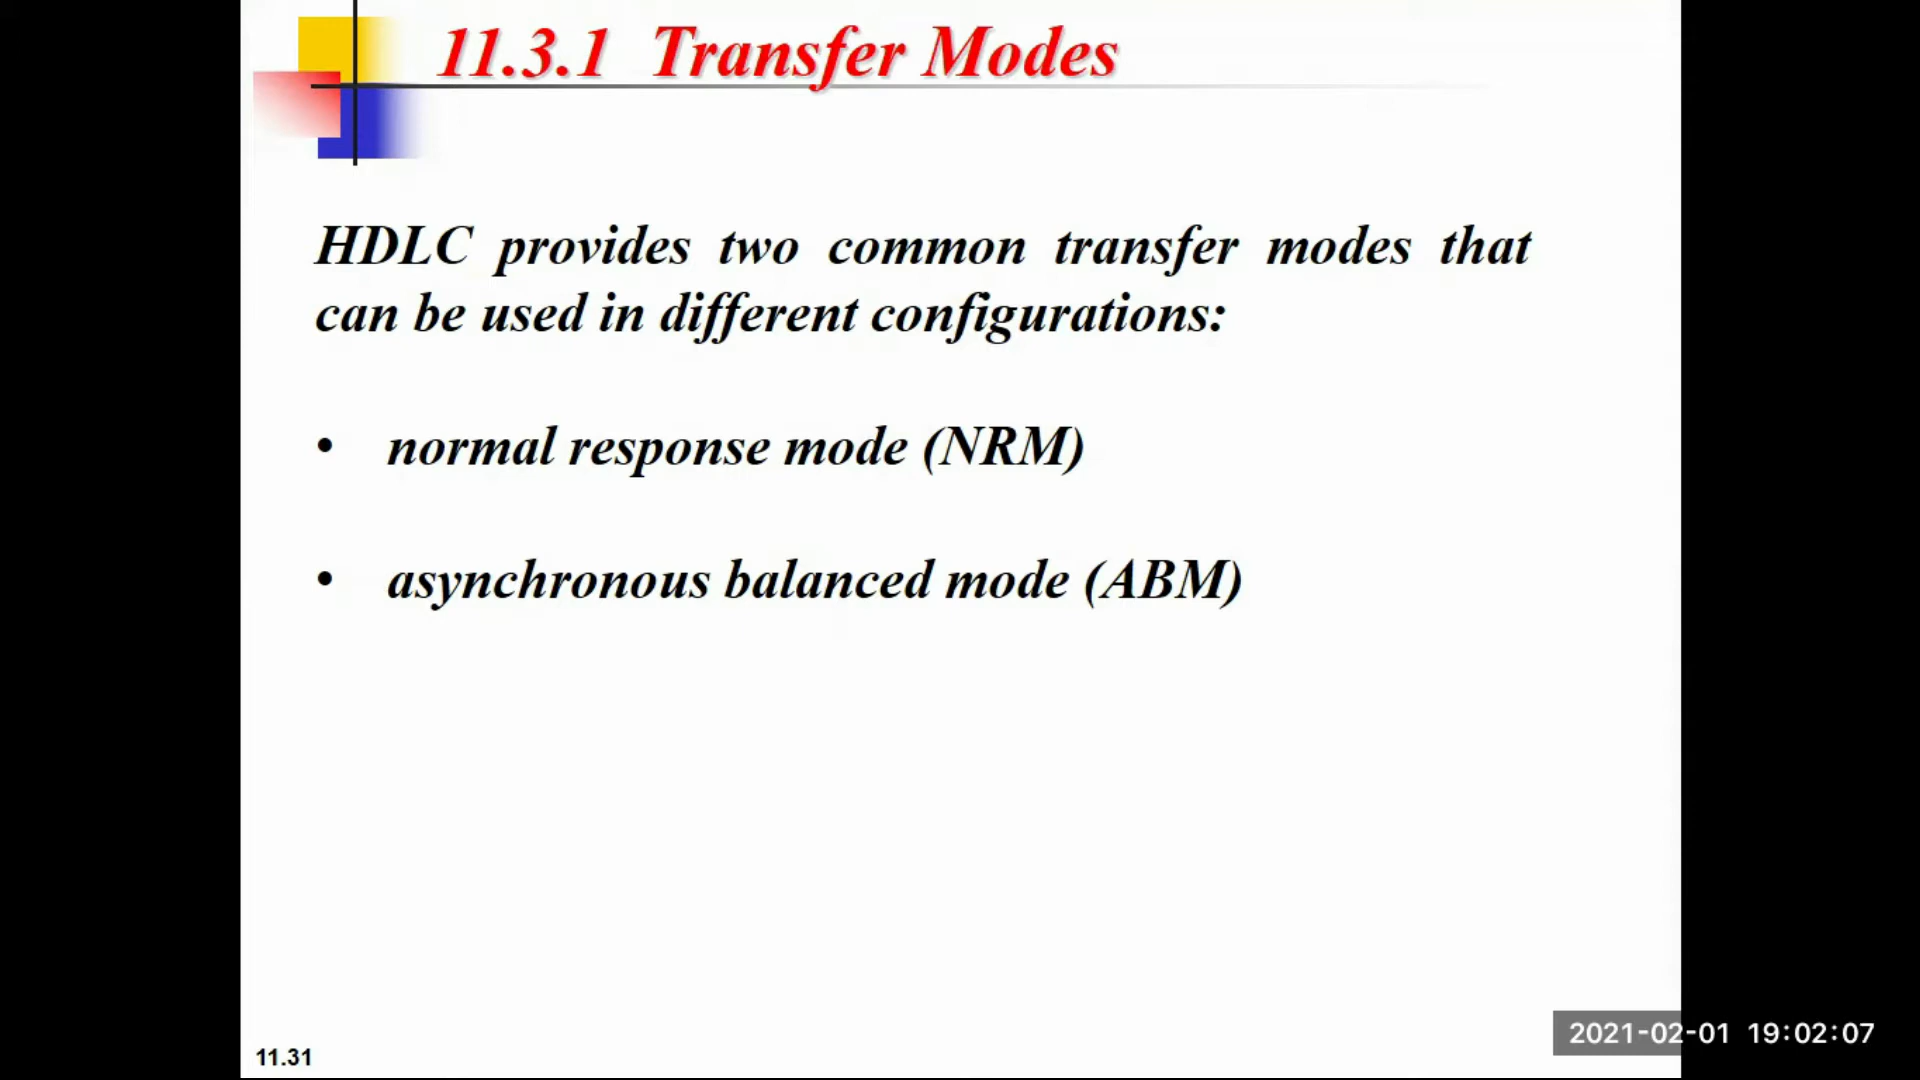 11.3.1 Transfer Modes
HDLC provides two common transfer modes that
can be used in different configurations:
• normal response mode (NRM)
• asynchronous balanced mode (ABM)
11.31
2021-02-01 19:02:07